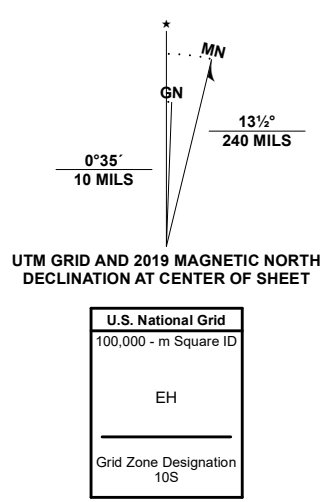 ★
MN
GN
13½°
240 MILS
0°35´
10 MILS
UTM GRID AND 2019 MAGNETIC NORTH
DECLINATION AT CENTER OF SHEET
U.S. National Grid
100,000 - m Square ID
EH
Grid Zone Designation
10S